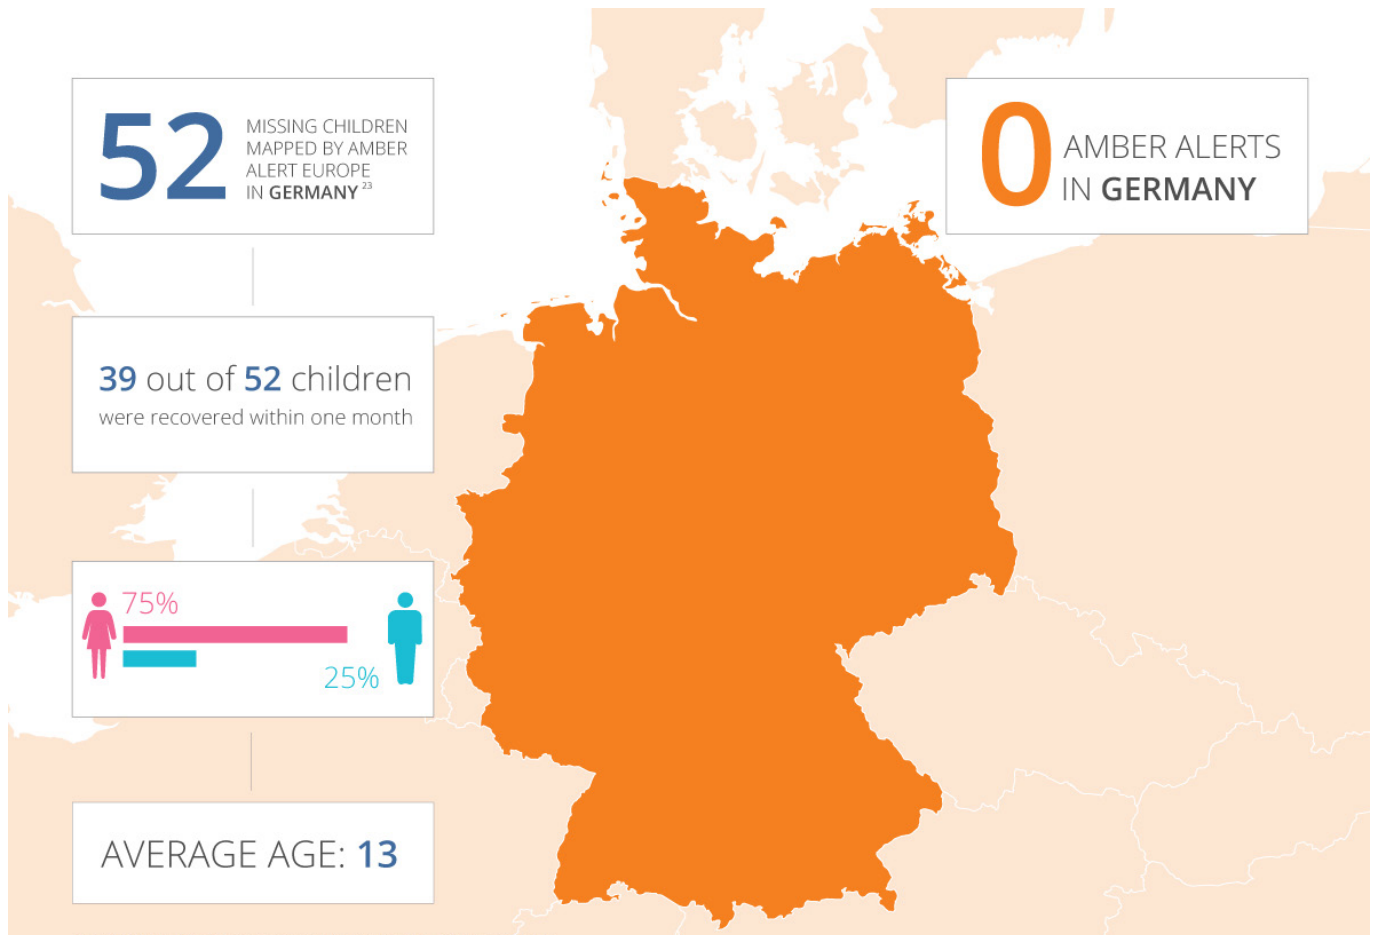 52
MISSING CHILDREN
MAPPED BY AMBER
ALERT EUROPE
IN GERMANY 23
39 out of 52 children
were recovered within one month
75%
25%
AVERAGE AGE: 13
0
AMBER ALERTS
IN GERMANY